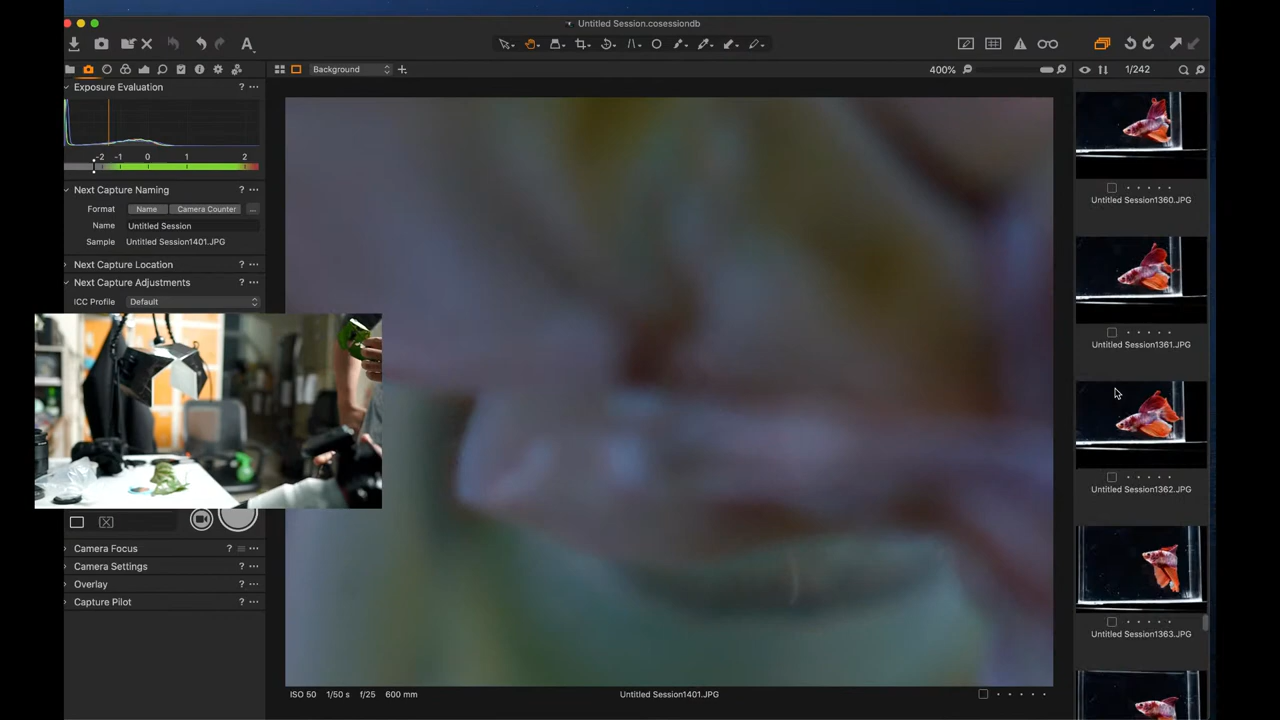 Untitled Session.cosessiondb
A
Background
400%
1/242
Exposure Evaluation ? ...
-2 -1 0 1 2
Next Capture Naming ? ...
Format Name Camera Counter ...
Name Untitled Session
Sample Untitled Session1401.JPG
Next Capture Location ? ...
Next Capture Adjustments ? ...
ICC Profile Default
Camera Focus ? ...
Camera Settings ? ...
Overlay ? ...
Capture Pilot ? ...
ISO 50 1/50 s f/25 600 mm
Untitled Session1401.JPG
Untitled Session1360.JPG
Untitled Session1361.JPG
Untitled Session1362.JPG
Untitled Session1363.JPG